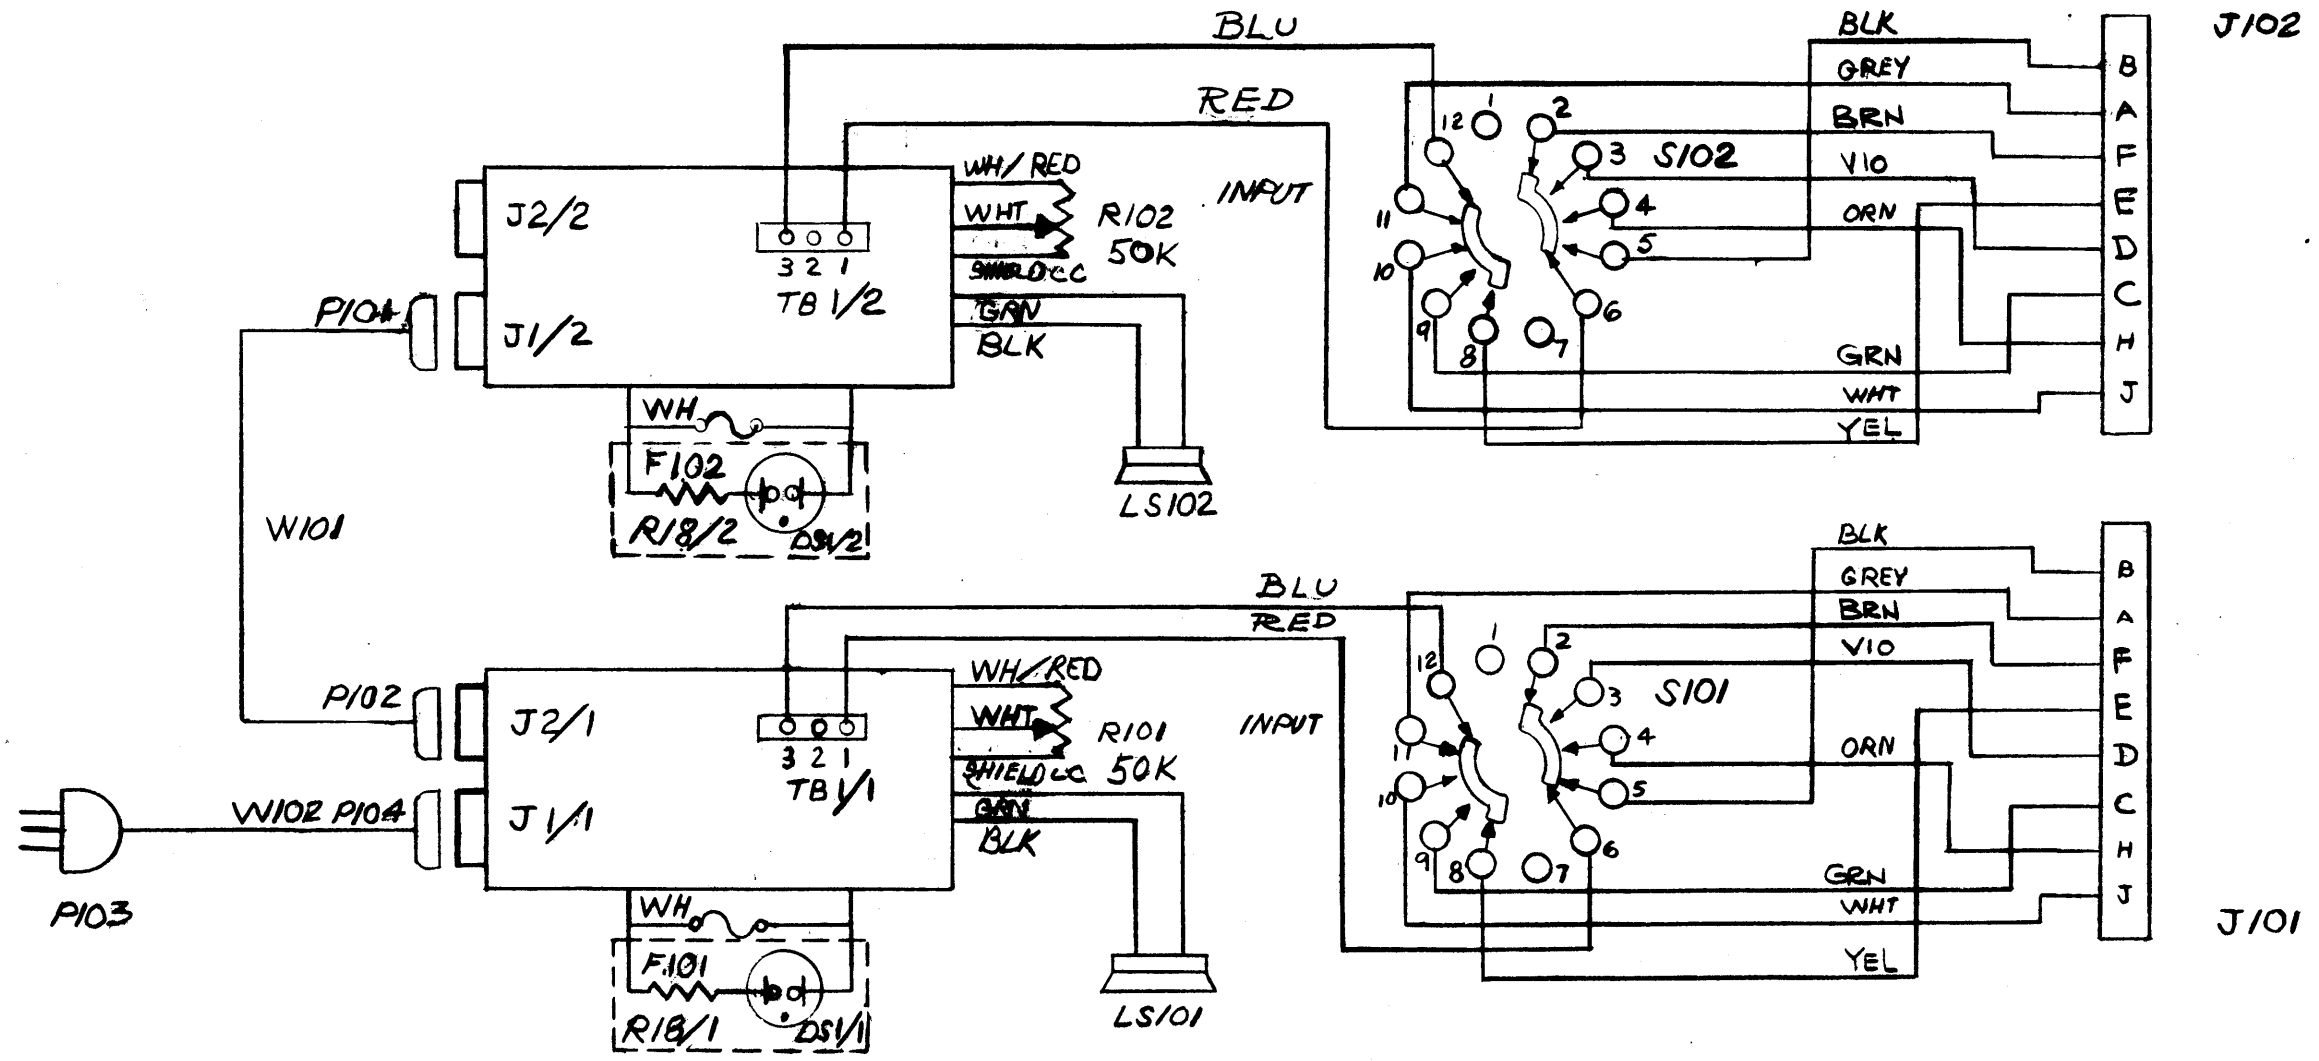 BLU
BLK
J102
B
GREY
A
RED
1
2
BRN
F
12
3
S102
VIO
E
WH/RED
INPUT
4
ORN
J2/2
WHT
R102
11
5
D
50K
10
3 2 1
TB 1/2
C
P101
GRN
9
6
J1/2
BLK
8
7
H
GRN
WHT
J
WH
YEL
F102
LS102
W101
R18/2
DS1/2
BLK
B
BLU
GREY
A
RED
BRN
1
2
VIO
F
12
3
S101
WH/RED
E
P102
J2/1
WHT
R101
INPUT
11
4
ORN
D
3 2 1
SHIELD CC
50K
TB 1/1
10
5
C
W102 P104
J1/1
GRN
BLK
9
6
H
8
7
GRN
J
P103
WH
WHT
J101
F101
YEL
LS101
R18/1
DS1/1